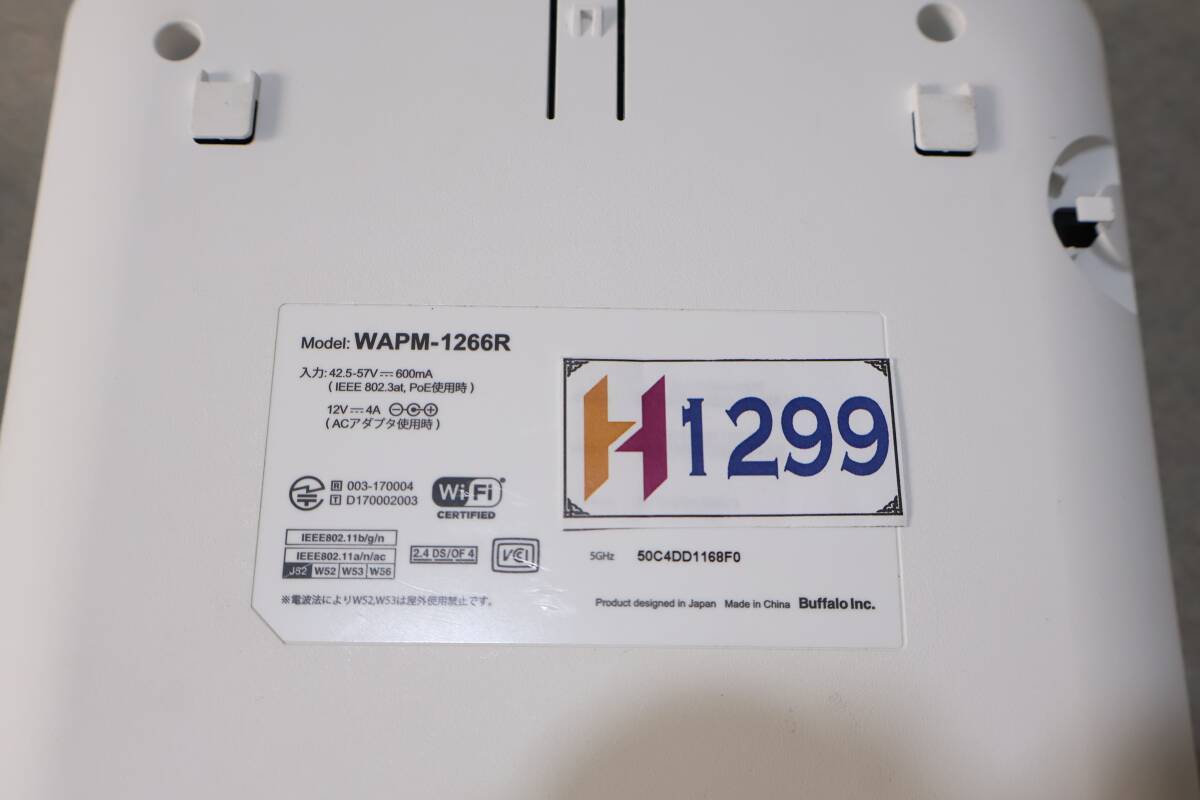 Model: WAPM-1266R
入力: 42.5-57V⎓600mA
( IEEE 802.3at, PoE使用時 )
12V⎓4A
( ACアダプタ使用時 )
R 003-170004
T D170002003
Wi Fi
CERTIFIED
IEEE802.11b/g/n
IEEE802.11a/n/ac
J52 W52 W53 W56
2.4 DS/OF 4
VCI
※電波法によりW52,W53は屋外使用禁止です。
H1299
5GHz 50C4DD1168F0
Product designed in Japan Made in China Buffalo Inc.